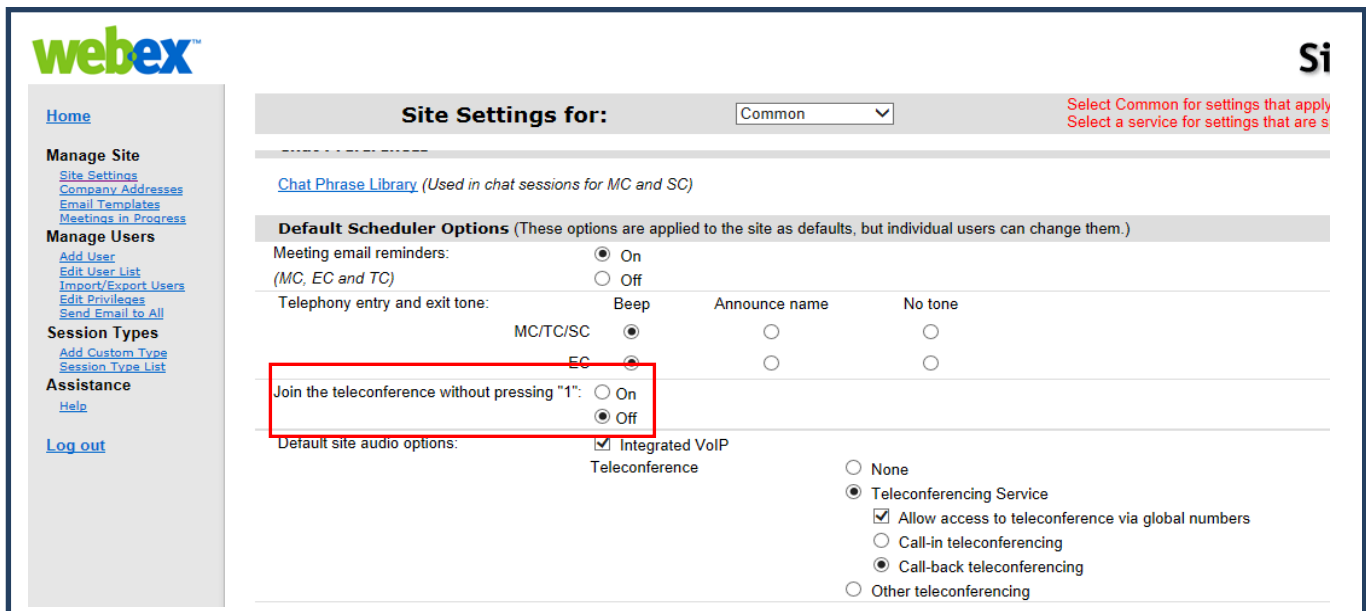 webex™
Si
Home
Site Settings for:
Common
Select Common for settings that apply
Select a service for settings that are s
Manage Site
Site Settings
Company Addresses
Email Templates
Meetings in Progress
Manage Users
Add User
Edit User List
Import/Export Users
Edit Privileges
Send Email to All
Session Types
Add Custom Type
Session Type List
Assistance
Help
Log out
Chat Phrase Library (Used in chat sessions for MC and SC)
Default Scheduler Options (These options are applied to the site as defaults, but individual users can change them.)
Meeting email reminders: On
(MC, EC and TC) Off
Telephony entry and exit tone: Beep Announce name No tone
MC/TC/SC
EC
Join the teleconference without pressing "1": On
Off
Default site audio options: Integrated VoIP
Teleconference
None
Teleconferencing Service
Allow access to teleconference via global numbers
Call-in teleconferencing
Call-back teleconferencing
Other teleconferencing